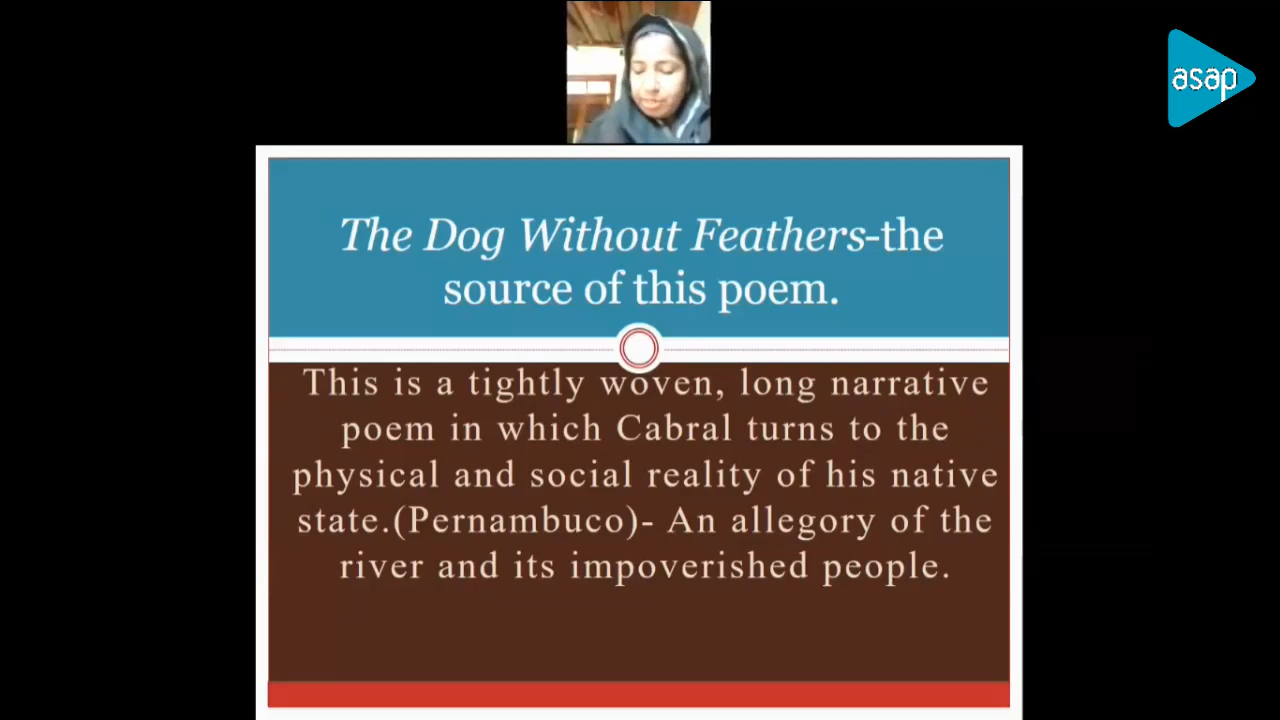 asap
The Dog Without Feathers-the
source of this poem.
This is a tightly woven, long narrative
poem in which Cabral turns to the
physical and social reality of his native
state.(Pernambuco)- An allegory of the
river and its impoverished people.